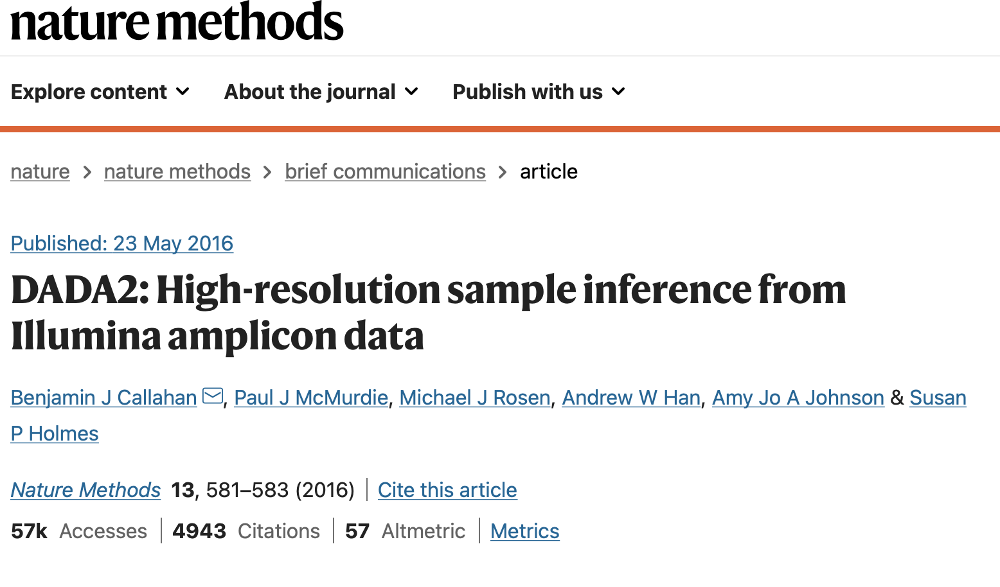 nature methods
Explore content About the journal Publish with us
nature > nature methods > brief communications > article
Published: 23 May 2016
DADA2: High-resolution sample inference from
Illumina amplicon data
Benjamin J Callahan, Paul J McMurdie, Michael J Rosen, Andrew W Han, Amy Jo A Johnson & Susan
P Holmes
Nature Methods 13, 581–583 (2016) | Cite this article
57k Accesses | 4943 Citations | 57 Altmetric | Metrics